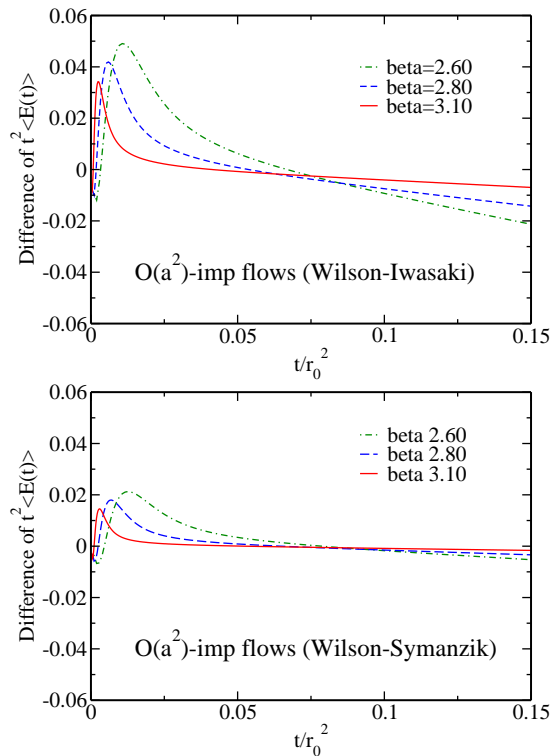 0.06
0.04
0.02
0
-0.02
-0.04
-0.06
Difference of t^2<E(t)>
beta=2.60
beta=2.80
beta=3.10
O(a^2)-imp flows (Wilson-Iwasaki)
0
0.05
0.1
0.15
t/r_0^2
0.06
0.04
0.02
0
-0.02
-0.04
-0.06
Difference of t^2<E(t)>
beta 2.60
beta 2.80
beta 3.10
O(a^2)-imp flows (Wilson-Symanzik)
0
0.05
0.1
0.15
t/r_0^2